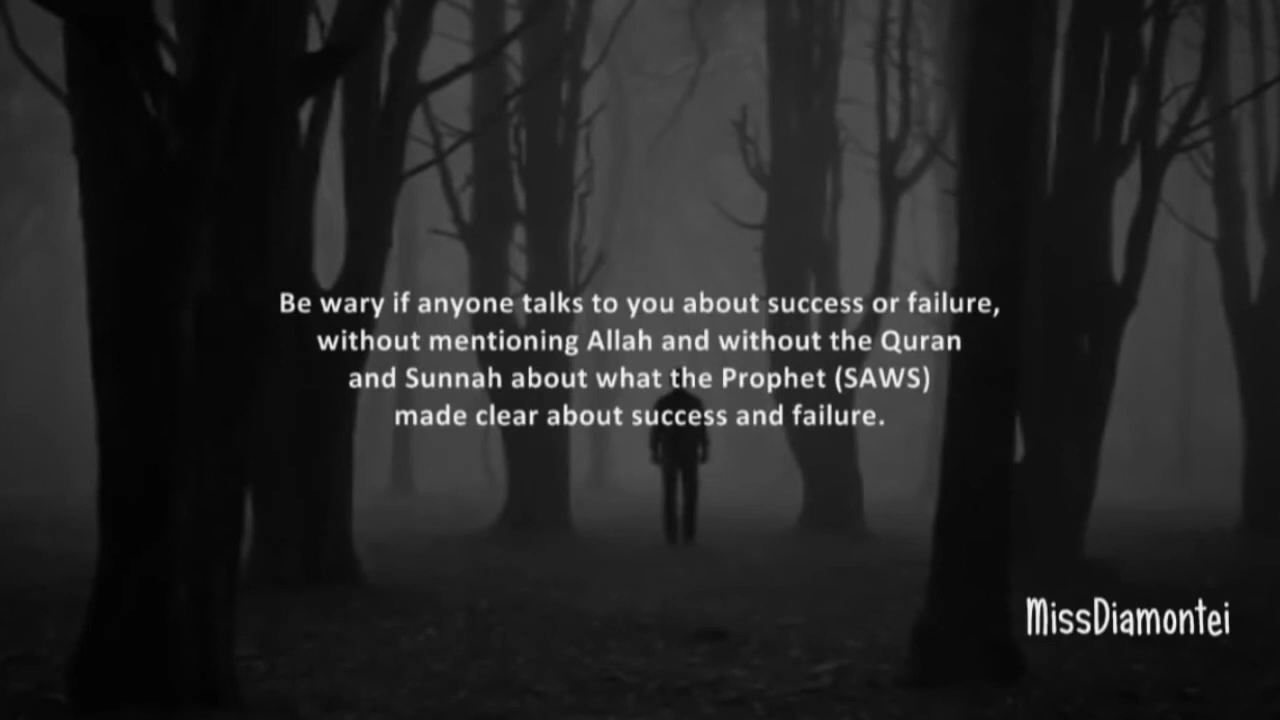 Be wary if anyone talks to you about success or failure,
without mentioning Allah and without the Quran
and Sunnah about what the Prophet (SAWS)
made clear about success and failure.
MissDiamontei